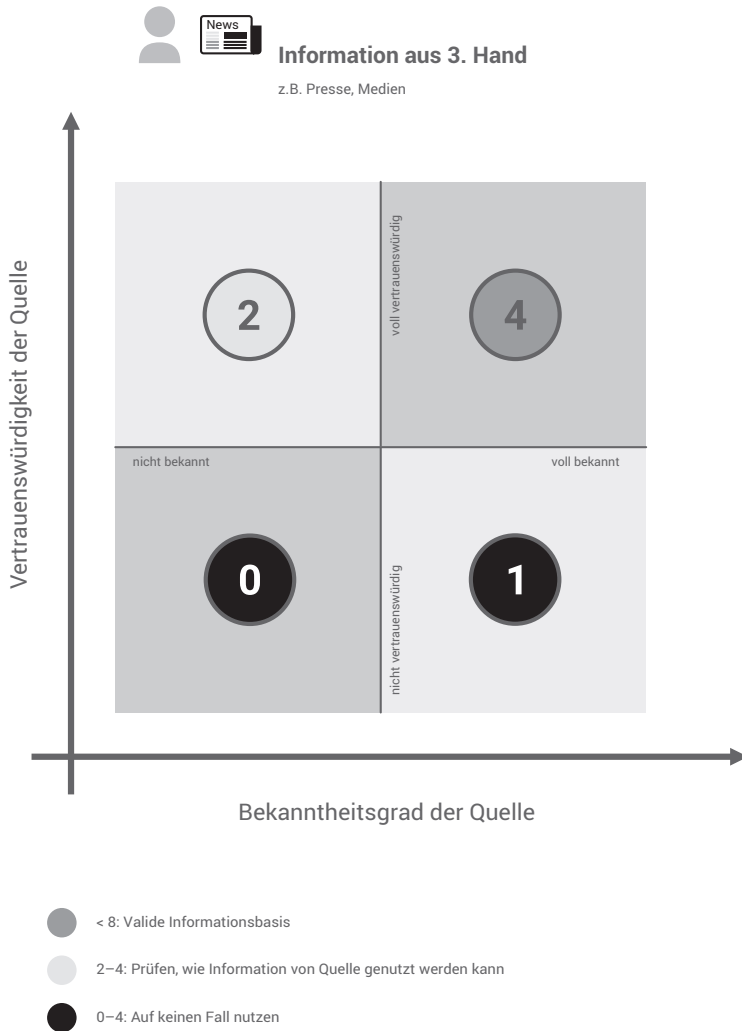 News
Information aus 3. Hand
z.B. Presse, Medien
Vertrauenswürdigkeit der Quelle
voll vertrauenswürdig
2
4
nicht bekannt
voll bekannt
0
1
nicht vertrauenswürdig
Bekanntheitsgrad der Quelle
< 8: Valide Informationsbasis
2–4: Prüfen, wie Information von Quelle genutzt werden kann
0–4: Auf keinen Fall nutzen